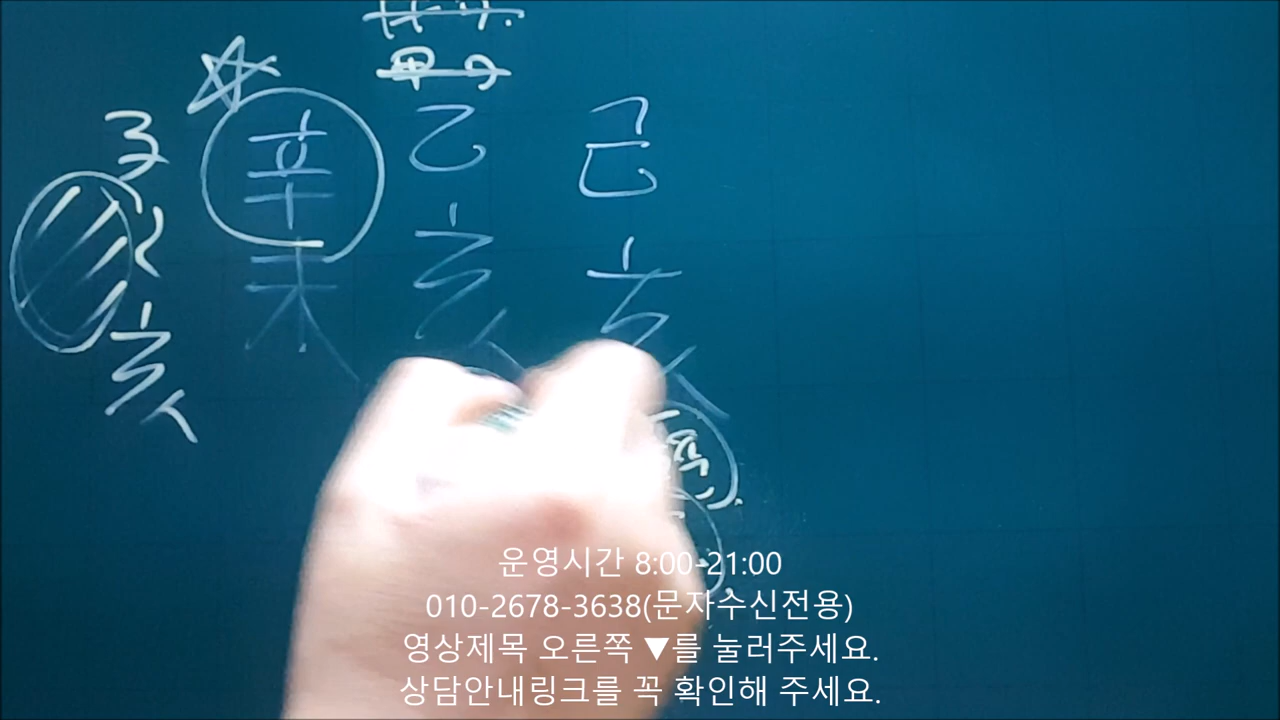 辛 乙 己
未 亥 亥
子
亥
운영시간 8:00-21:00
010-2678-3638(문자수신전용)
영상제목 오른쪽 ▼를 눌러주세요.
상담안내링크를 꼭 확인해 주세요.